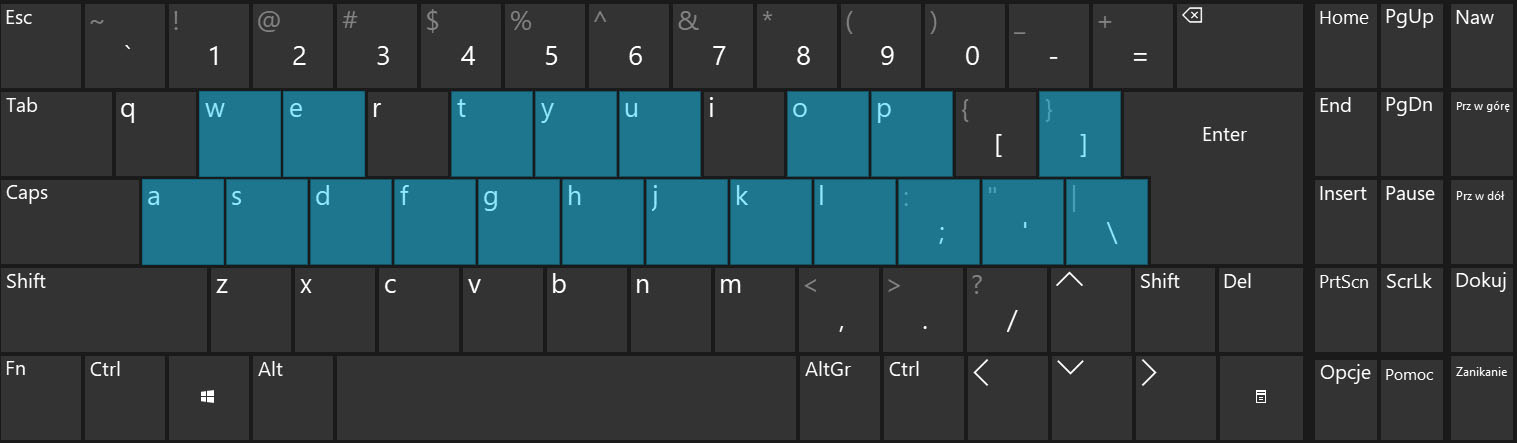 Esc ~ ` ! 1 @ 2 # 3 $ 4 % 5 ^ 6 & 7 * 8 ( 9 ) 0 _ - + = Home PgUp Naw
Tab q w e r t y u i o p { [ } ] Enter End PgDn Prz w górę
Caps a s d f g h j k l : ; " ' | \ Insert Pause Prz w dół
Shift z x c v b n m < , > . ? / Shift Del PrtScn ScrLk Dokuj
Fn Ctrl Alt AltGr Ctrl Opcje Pomoc Zanikanie